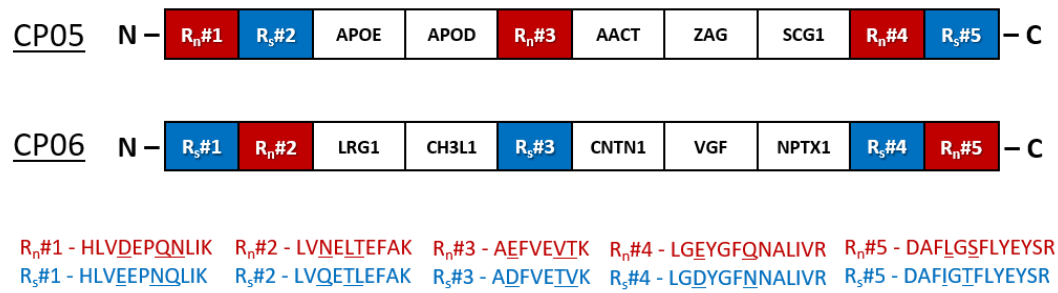 CP05 N – Rₙ#1 Rₛ#2 APOE APOD Rₙ#3 AACT ZAG SCG1 Rₙ#4 Rₛ#5 – C
CP06 N – Rₛ#1 Rₙ#2 LRG1 CH3L1 Rₛ#3 CNTN1 VGF NPTX1 Rₛ#4 Rₙ#5 – C
Rₙ#1 - HLVDEPQNLIK Rₙ#2 - LVNELTEFAK Rₙ#3 - AEFVEVTK Rₙ#4 - LGEYGFQNALIVR Rₙ#5 - DAFLGSFLYEYSR
Rₛ#1 - HLVEEPNQLIK Rₛ#2 - LVQETLEFAK Rₛ#3 - ADFVETVK Rₛ#4 - LGDYGFNNALIVR Rₛ#5 - DAFIGTFLYEYSR